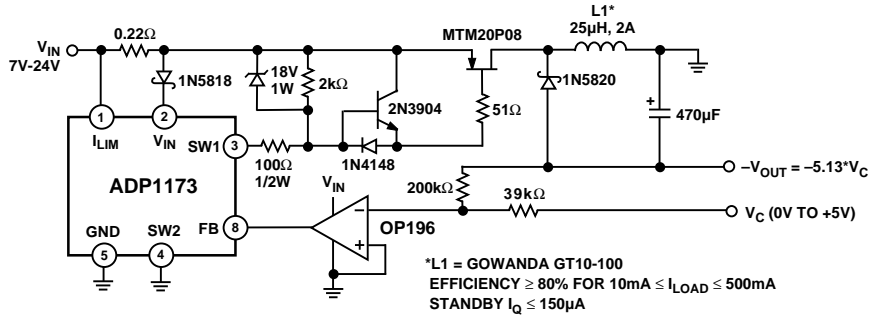 L1*
25µH, 2A
MTM20P08
0.22Ω
VIN
7V-24V
1N5818
18V
1W
2kΩ
2N3904
51Ω
1N5820
+
470µF
1
2
ILIM
VIN
SW1
3
100Ω
1/2W
1N4148
ADP1173
–VOUT = –5.13*VC
200kΩ
39kΩ
VIN
VC (0V TO +5V)
–
OP196
+
FB
8
GND
SW2
5
4
*L1 = GOWANDA GT10-100
EFFICIENCY ≥ 80% FOR 10mA ≤ ILOAD ≤ 500mA
STANDBY IQ ≤ 150µA